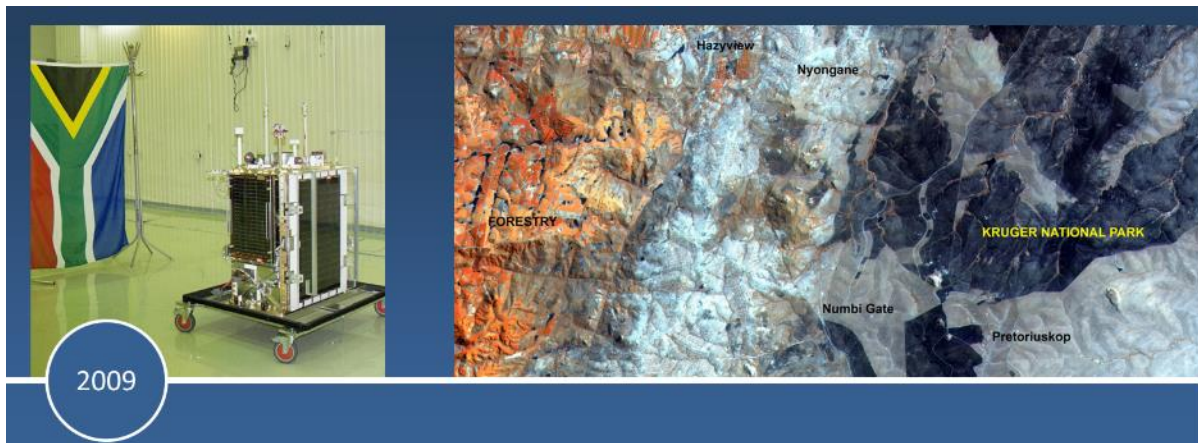 Hazyview
Nyongane
FORESTRY
KRUGER NATIONAL PARK
Numbi Gate
Pretoriuskop
2009